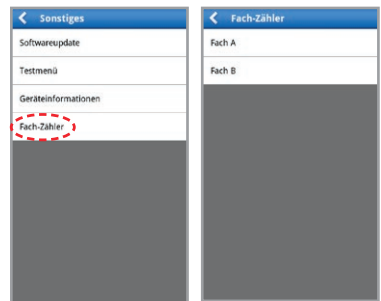 Sonstiges
Softwareupdate
Testmenü
Geräteinformationen
Fach-Zähler
Fach-Zähler
Fach A
Fach B